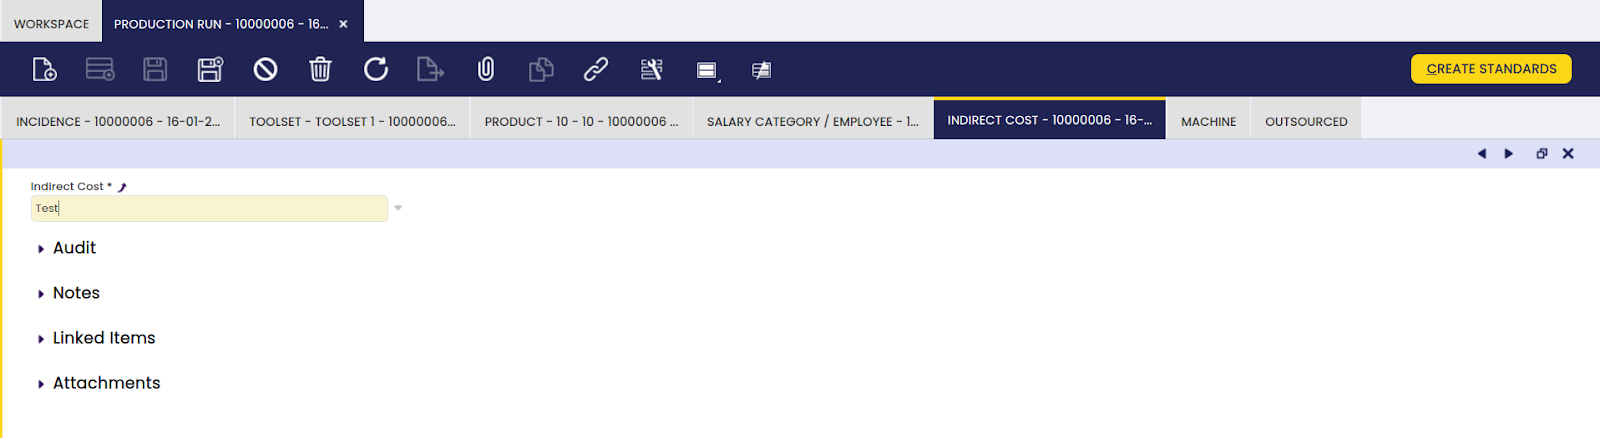 WORKSPACE PRODUCTION RUN - 10000006 - 16...
CREATE STANDARDS
INCIDENCE - 10000006 - 16-01-2... TOOLSET - TOOLSET 1 - 10000006... PRODUCT - 10 - 10 - 10000006 ... SALARY CATEGORY / EMPLOYEE - 1... INDIRECT COST - 10000006 - 16-... MACHINE OUTSOURCED
Indirect Cost *
Test
Audit
Notes
Linked Items
Attachments